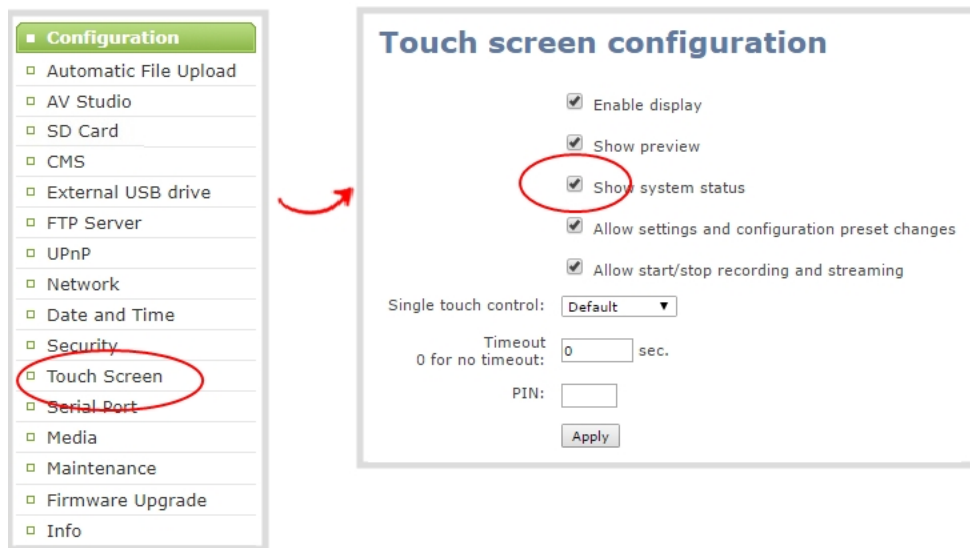 Configuration
Automatic File Upload
AV Studio
SD Card
CMS
External USB drive
FTP Server
UPnP
Network
Date and Time
Security
Touch Screen
Serial Port
Media
Maintenance
Firmware Upgrade
Info
Touch screen configuration
Enable display
Show preview
Show system status
Allow settings and configuration preset changes
Allow start/stop recording and streaming
Single touch control: Default
Timeout
0 for no timeout: 0 sec.
PIN:
Apply